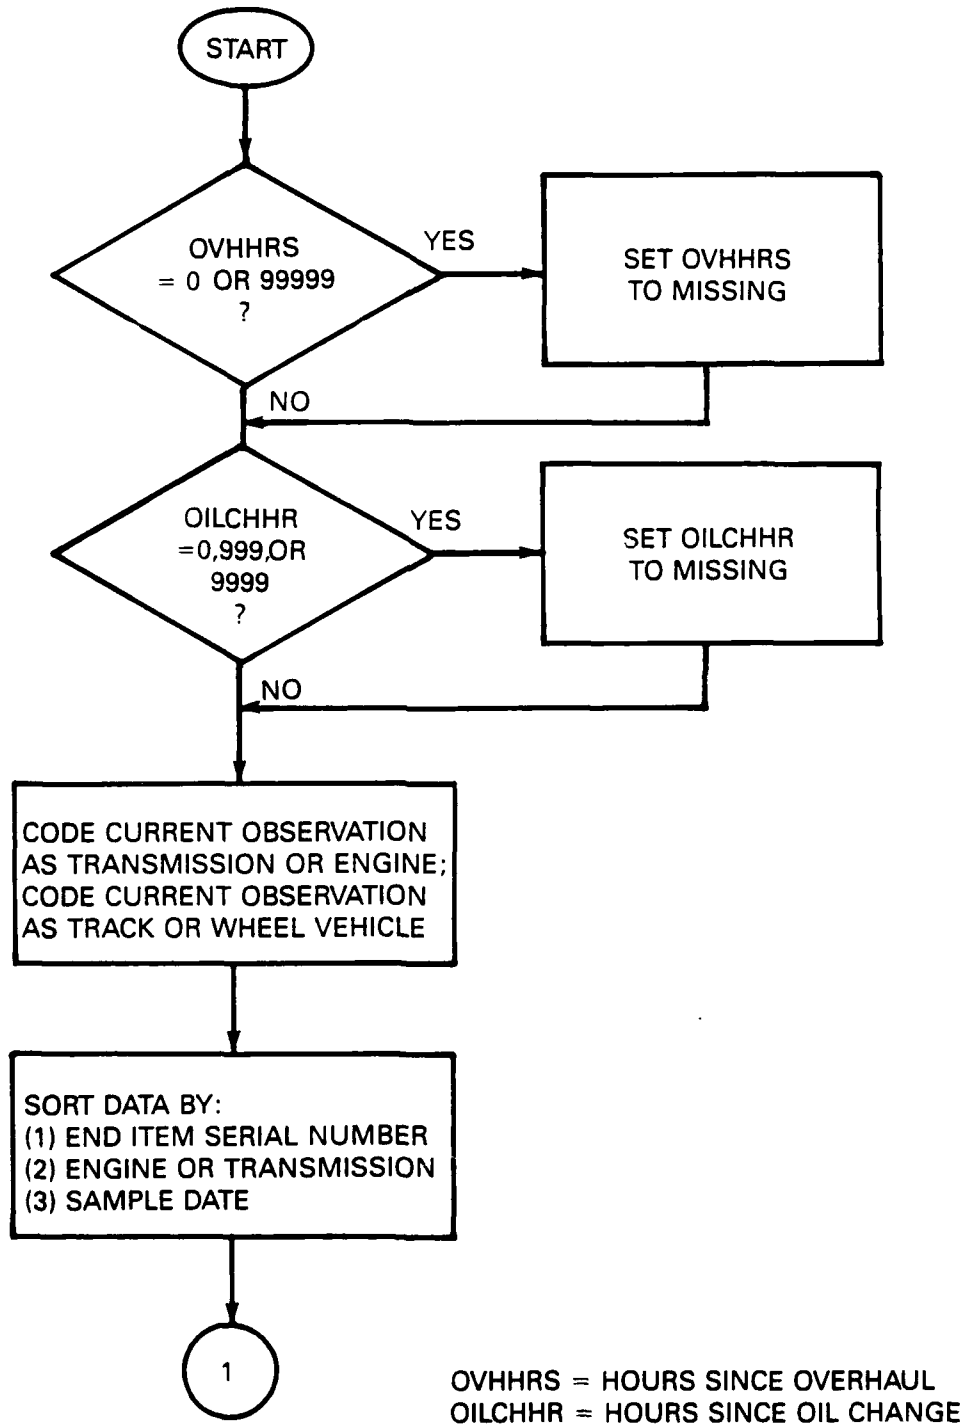 START
OVHHRS
= 0 OR 99999
?
YES
SET OVHHRS
TO MISSING
NO
OILCHHR
=0,999,OR
9999
?
YES
SET OILCHHR
TO MISSING
NO
CODE CURRENT OBSERVATION
AS TRANSMISSION OR ENGINE;
CODE CURRENT OBSERVATION
AS TRACK OR WHEEL VEHICLE
SORT DATA BY:
(1) END ITEM SERIAL NUMBER
(2) ENGINE OR TRANSMISSION
(3) SAMPLE DATE
1
OVHHRS = HOURS SINCE OVERHAUL
OILCHHR = HOURS SINCE OIL CHANGE